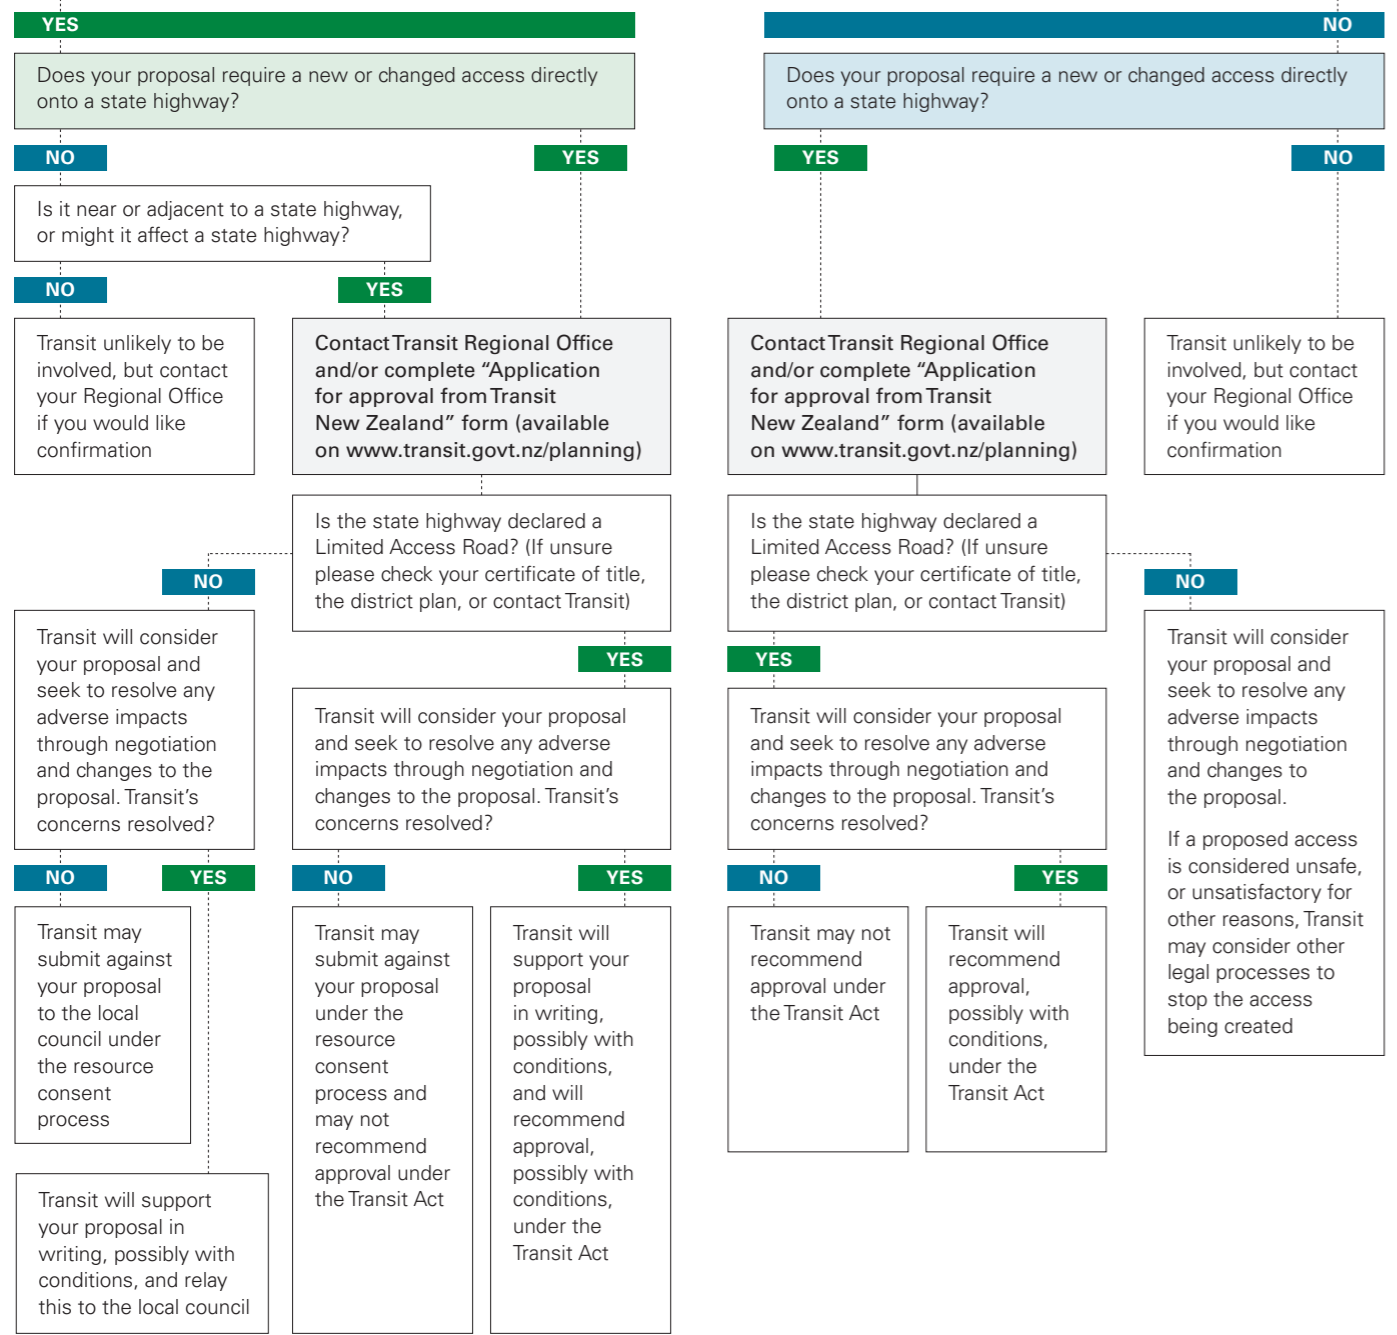 YES
Does your proposal require a new or changed access directly
onto a state highway?
NO
YES
Is it near or adjacent to a state highway,
or might it affect a state highway?
NO
YES
Transit unlikely to be
involved, but contact
your Regional Office
if you would like
confirmation
Contact Transit Regional Office
and/or complete “Application
for approval from Transit
New Zealand” form (available
on www.transit.govt.nz/planning)
Is the state highway declared a
Limited Access Road? (If unsure
please check your certificate of title,
the district plan, or contact Transit)
NO
YES
Transit will consider
your proposal and
seek to resolve any
adverse impacts
through negotiation
and changes to the
proposal. Transit’s
concerns resolved?
Transit will consider your proposal
and seek to resolve any adverse
impacts through negotiation and
changes to the proposal. Transit’s
concerns resolved?
NO
YES
NO
YES
Transit may
submit against
your proposal
to the local
council under
the resource
consent
process
Transit will support
your proposal in
writing, possibly with
conditions, and relay
this to the local council
Transit may
submit against
your proposal
under the
resource
consent
process and
may not
recommend
approval under
the Transit Act
Transit will
support your
proposal
in writing,
possibly with
conditions,
and will
recommend
approval,
possibly with
conditions,
under the
Transit Act
NO
Does your proposal require a new or changed access directly
onto a state highway?
YES
NO
Contact Transit Regional Office
and/or complete “Application
for approval from Transit
New Zealand” form (available
on www.transit.govt.nz/planning)
Transit unlikely to be
involved, but contact
your Regional Office
if you would like
confirmation
Is the state highway declared a
Limited Access Road? (If unsure
please check your certificate of title,
the district plan, or contact Transit)
YES
NO
Transit will consider your proposal
and seek to resolve any adverse
impacts through negotiation and
changes to the proposal. Transit’s
concerns resolved?
NO
YES
Transit may not
recommend
approval under
the Transit Act
Transit will
recommend
approval,
possibly with
conditions,
under the
Transit Act
Transit will consider
your proposal and
seek to resolve any
adverse impacts
through negotiation
and changes to
the proposal.
If a proposed access
is considered unsafe,
or unsatisfactory for
other reasons, Transit
may consider other
legal processes to
stop the access
being created